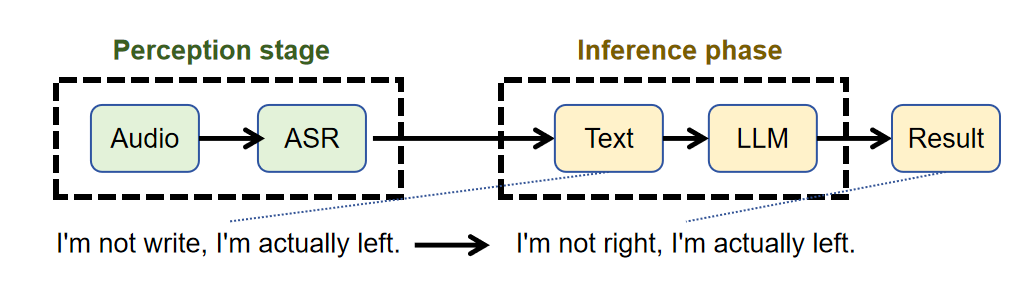 Perception stage
Inference phase
Audio
ASR
Text
LLM
Result
I'm not write, I'm actually left.
I'm not right, I'm actually left.